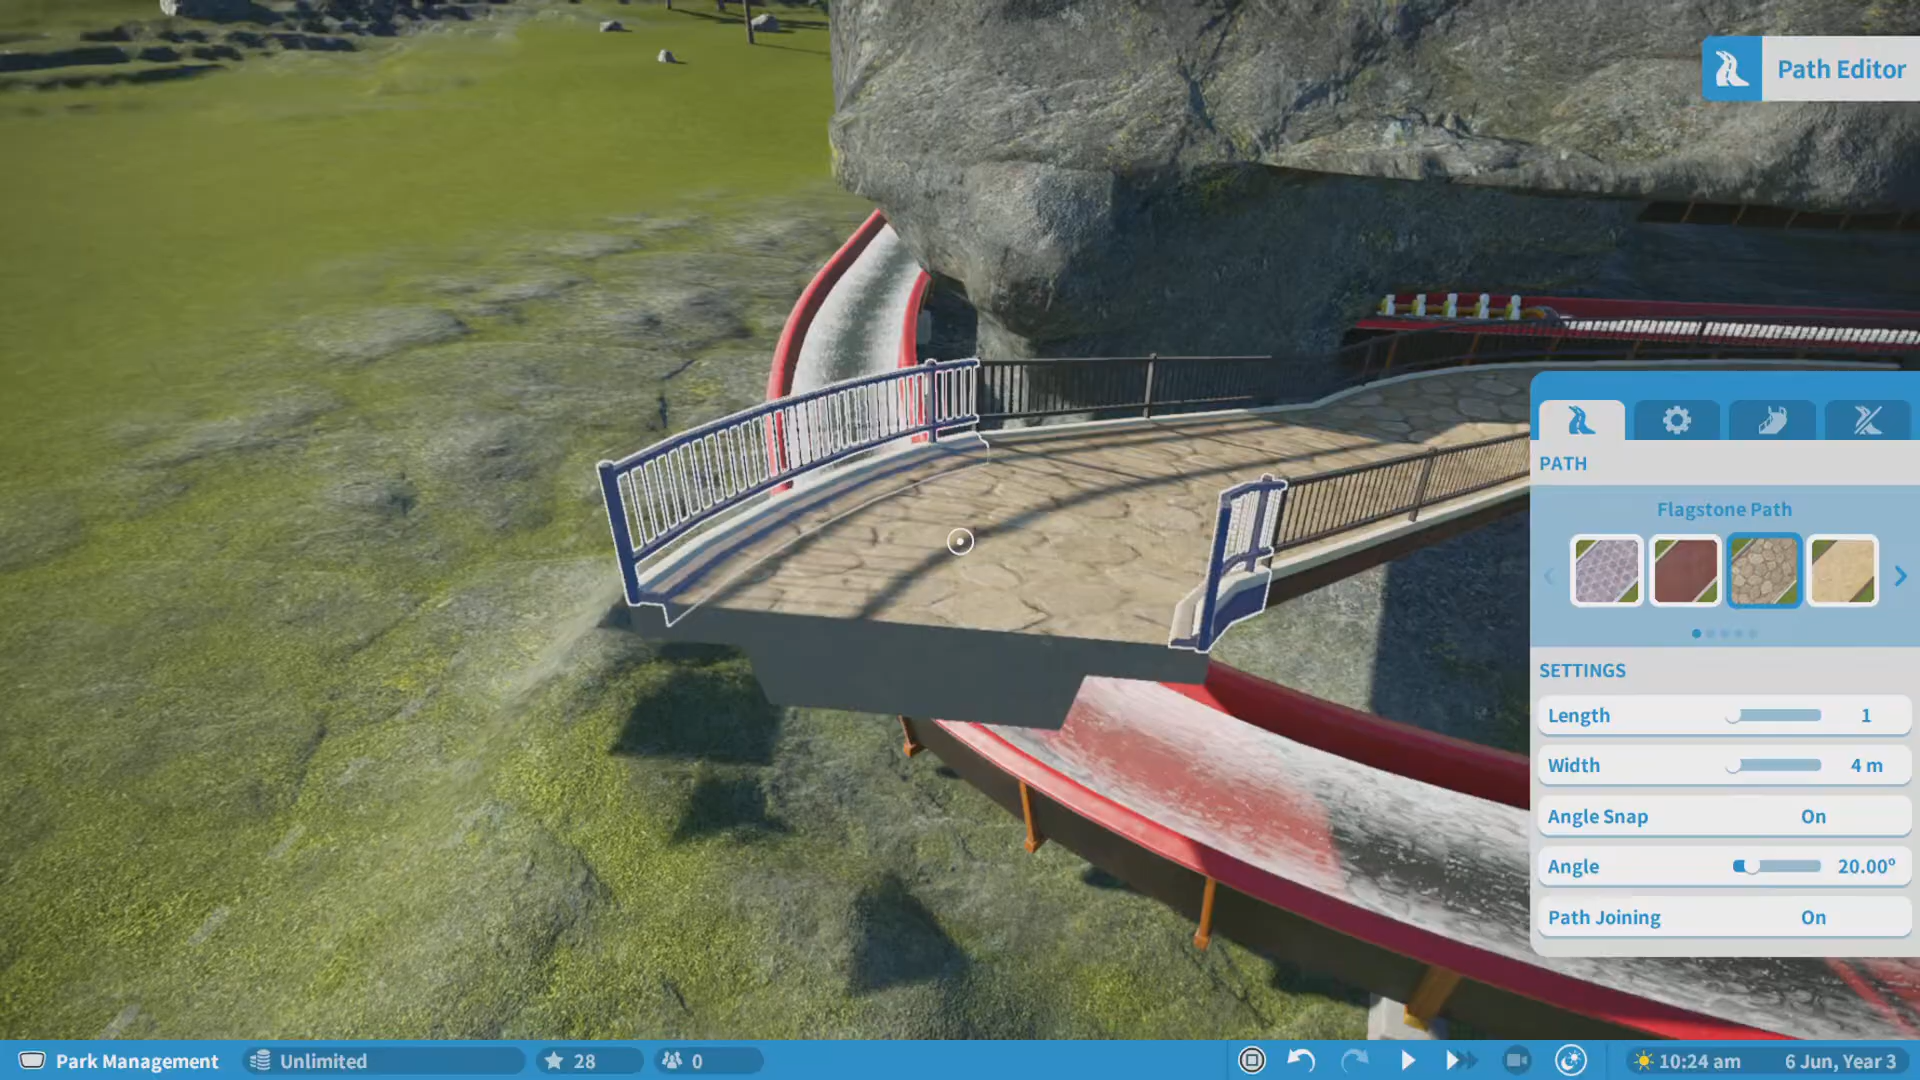 Path Editor
PATH
Flagstone Path
SETTINGS
Length 1
Width 4 m
Angle Snap On
Angle 20.00°
Path Joining On
Park Management Unlimited 28 0 10:24 am 6 Jun, Year 3